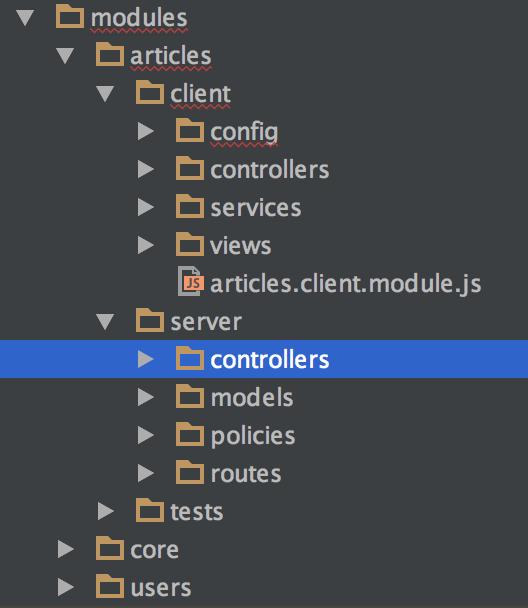 modules
articles
client
config
controllers
services
views
JS articles.client.module.js
server
controllers
models
policies
routes
tests
core
users